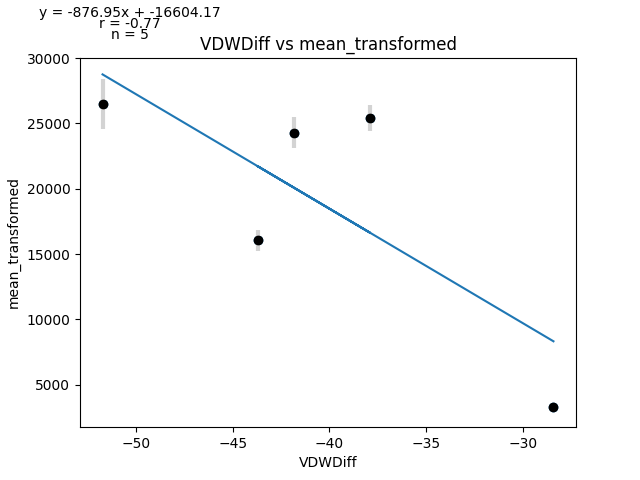 y = -876.95x + -16604.17
r = -0.77
n = 5
VDWDiff vs mean_transformed
30000
25000
20000
15000
10000
5000
mean_transformed
−50 −45 −40 −35 −30
VDWDiff